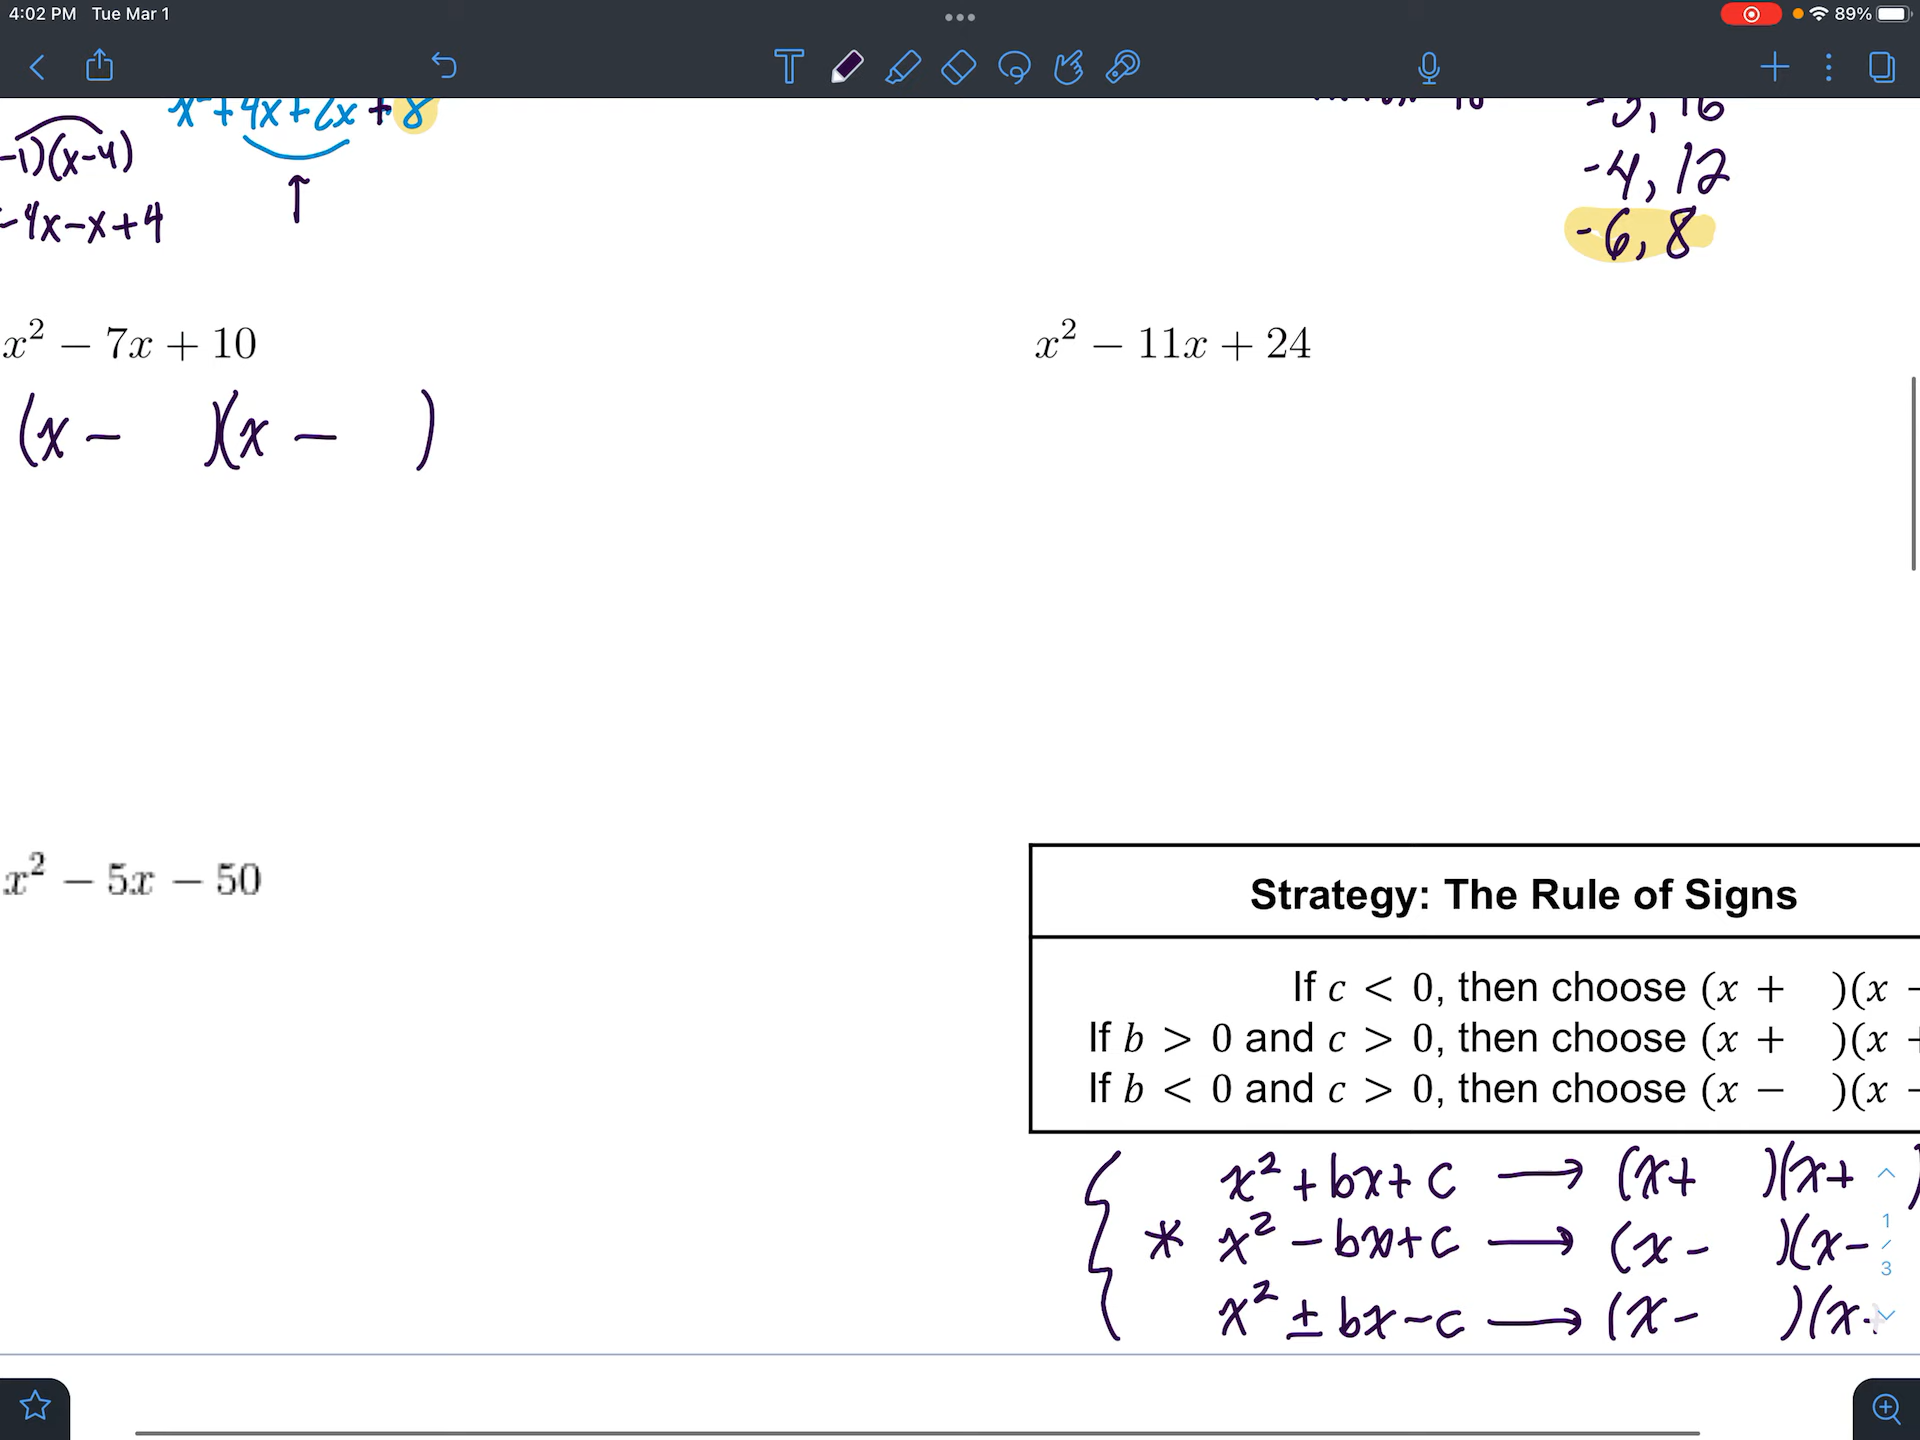 4:02 PM Tue Mar 1
89%
x² + 4x + 2x + 8
-3, 16
-1)(x-4)
-4, 12
-4x-x+4
-6, 8
x² − 7x + 10
x² − 11x + 24
(x - )(x - )
x² − 5x − 50
Strategy: The Rule of Signs
If c < 0, then choose (x + )(x −
If b > 0 and c > 0, then choose (x + )(x +
If b < 0 and c > 0, then choose (x − )(x −
x² + bx + c → (x+ )(x+ )
* x² - bx + c → (x- )(x-
x² ± bx - c → (x- )(x+
1
/
3